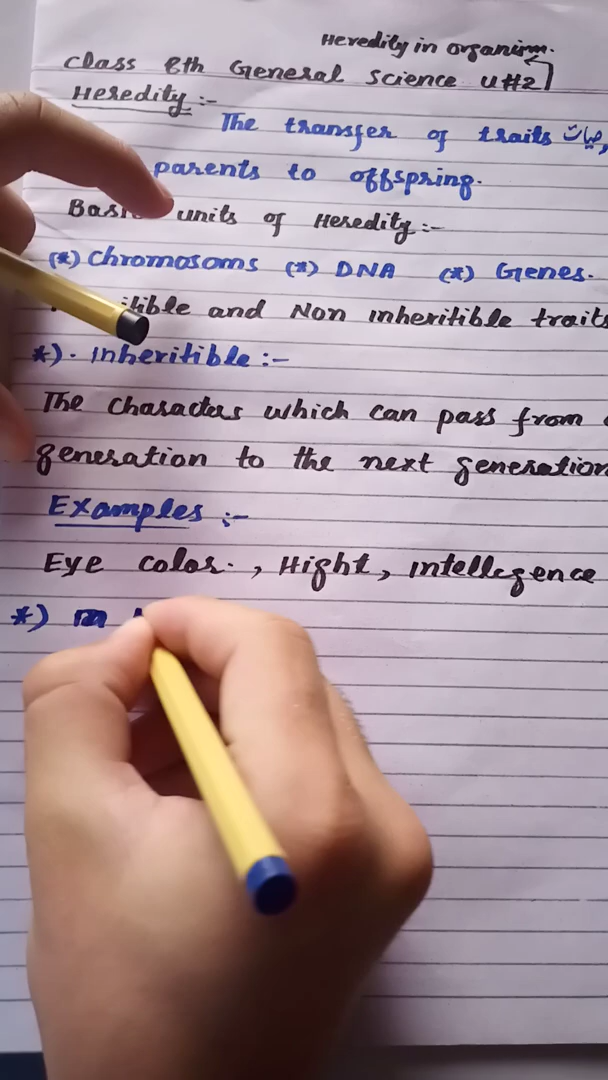 Heredity in organism.
Class 8th General Science U#2
Heredity :-
The transfer of traits
parents to offspring.
units of Heredity :-
(*) Chromosoms (*) DNA (*) Genes.
and Non inheritible traits
*). Inheritible :-
The Characters which can pass from
generation to the next generation
Examples :-
Eye color. , Hight, intellegence
*)